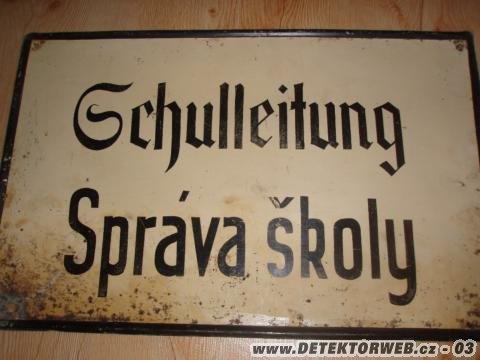 Schulleitung
Správa školy
www.DETEKTORWEB.cz - 03